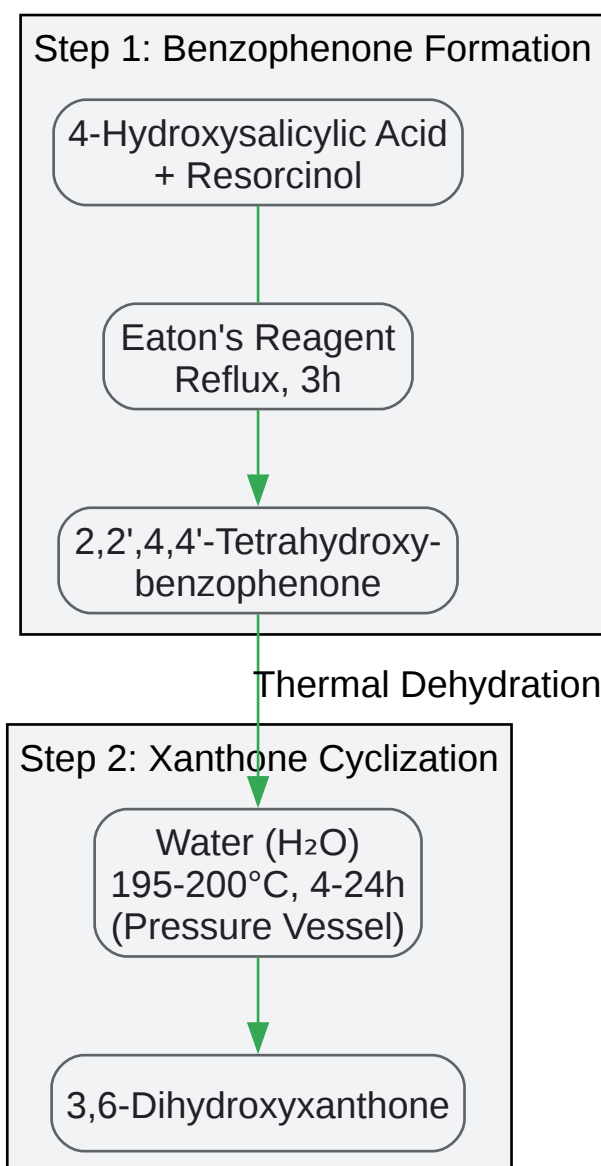 Step 1: Benzophenone Formation
4-Hydroxysalicylic Acid
+ Resorcinol
Eaton's Reagent
Reflux, 3h
2,2',4,4'-Tetrahydroxy-
benzophenone
Thermal Dehydration
Step 2: Xanthone Cyclization
Water (H₂O)
195-200°C, 4-24h
(Pressure Vessel)
3,6-Dihydroxyxanthone